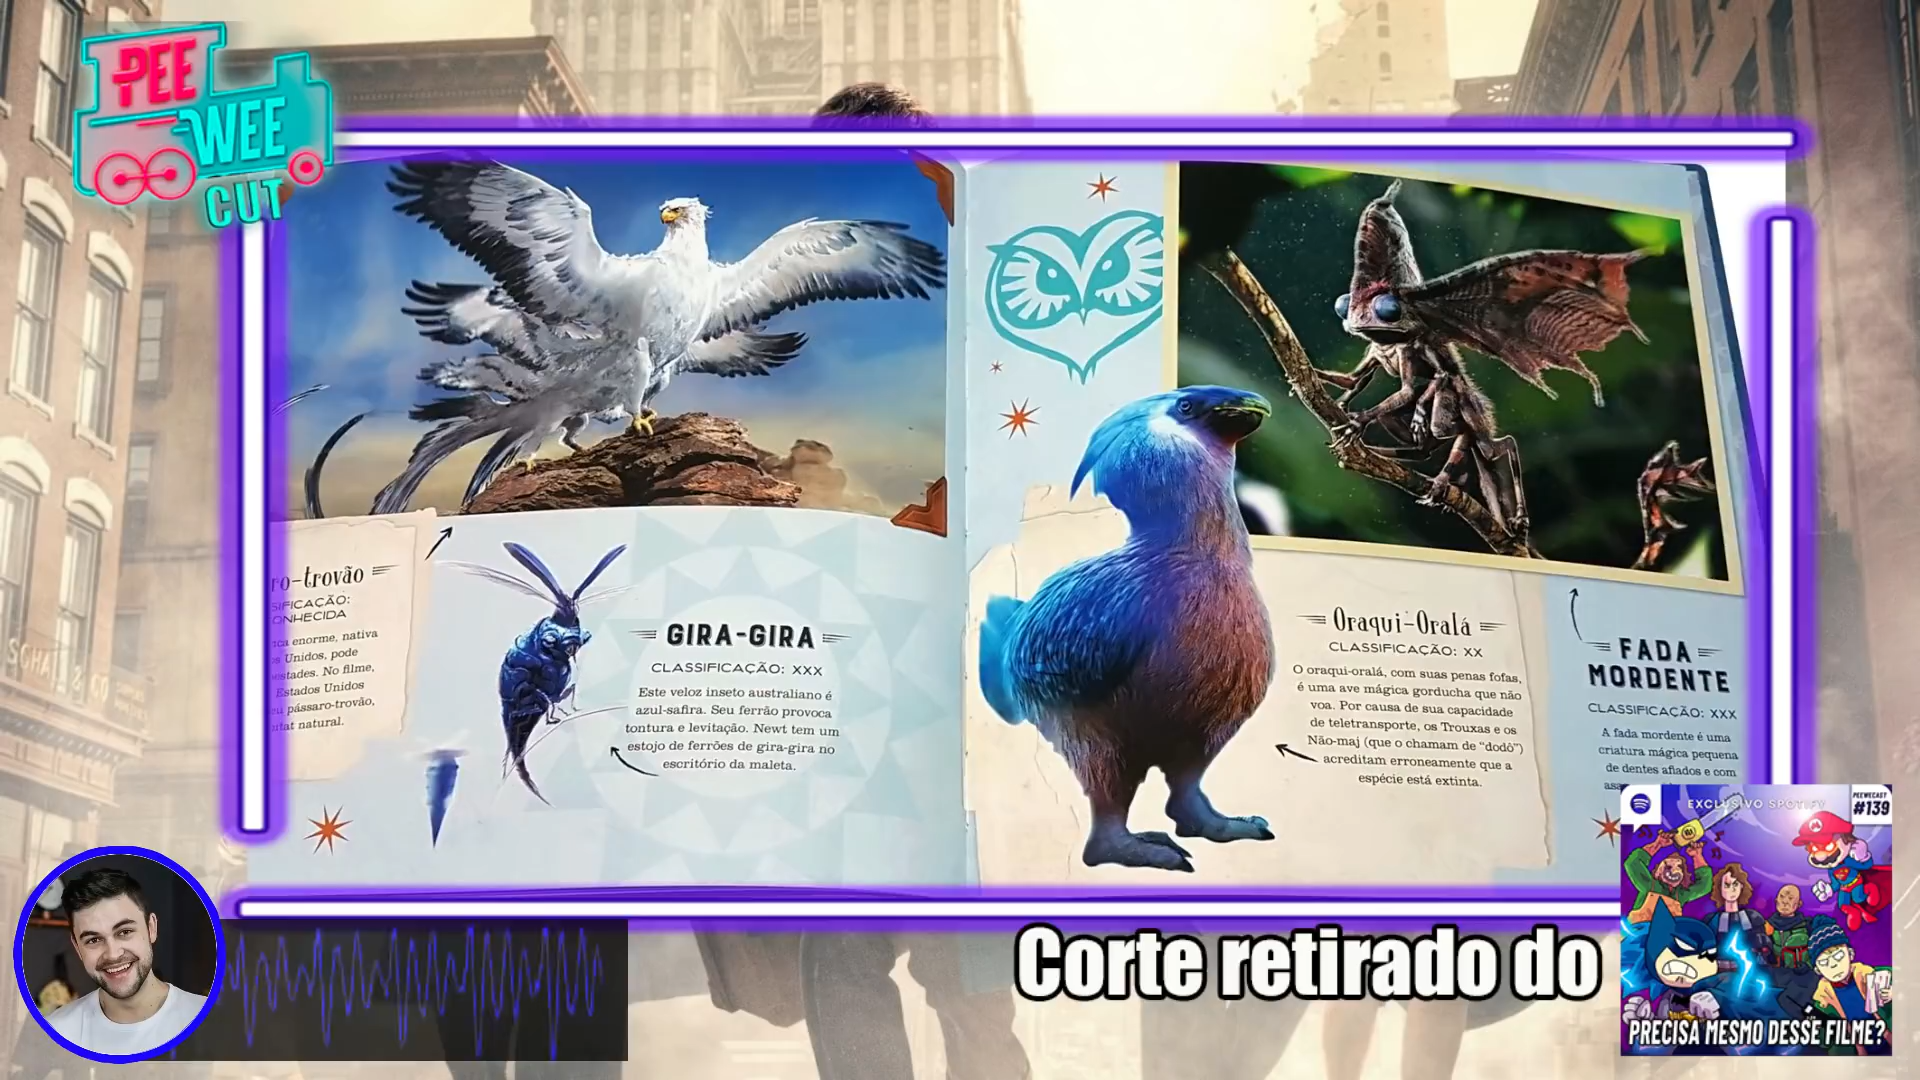 PEE
WEE
CUT
ro-trovão
SIFICAÇÃO:
ONHECIDA
ca enorme, nativa
s Unidos, pode
estades. No filme,
Estados Unidos
u pássaro-trovão,
itat natural.
GIRA-GIRA
CLASSIFICAÇÃO: XXX
Este veloz inseto australiano é
azul-safira. Seu ferrão provoca
tontura e levitação. Newt tem um
estojo de ferrões de gira-gira no
escritório da maleta.
Oraqui-Oralá
CLASSIFICAÇÃO: XX
O oraqui-oralá, com suas penas fofas,
é uma ave mágica gorducha que não
voa. Por causa de sua capacidade
de teletransporte, os Trouxas e os
Não-maj (que o chamam de “dodô”)
acreditam erroneamente que a
espécie está extinta.
FADA
MORDENTE
CLASSIFICAÇÃO: XXX
A fada mordente é uma
criatura mágica pequena
de dentes afiados e com
asa
Corte retirado do
EXCLUSIVO SPOTIFY
PEEWEECAST
#139
PRECISA MESMO DESSE FILME?